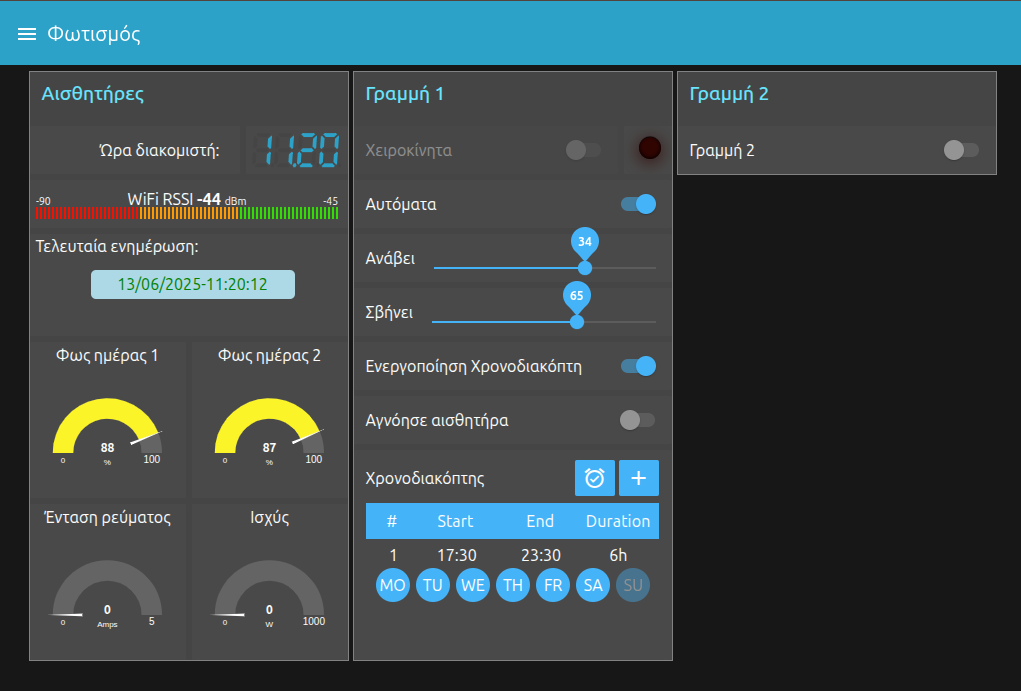 Φωτισμός
Αισθητήρες
Ώρα διακομιστή:
11.20
WiFi RSSI -44 dBm
-90
-45
Τελευταία ενημέρωση:
13/06/2025-11:20:12
Φως ημέρας 1
88
%
0
100
Φως ημέρας 2
87
%
0
100
Ένταση ρεύματος
0
Amps
0
5
Ισχύς
0
W
0
1000
Γραμμή 1
Χειροκίνητα
Αυτόματα
Ανάβει
34
Σβήνει
65
Ενεργοποίηση Χρονοδιακόπτη
Αγνόησε αισθητήρα
Χρονοδιακόπτης
+
# Start End Duration
1 17:30 23:30 6h
MO TU WE TH FR SA SU
Γραμμή 2
Γραμμή 2